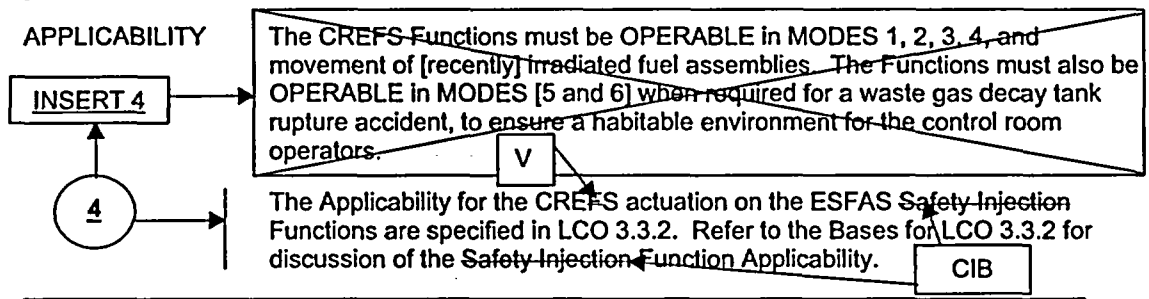 APPLICABILITY
The CREFS Functions must be OPERABLE in MODES 1, 2, 3, 4, and
movement of [recently] irradiated fuel assemblies. The Functions must also be
INSERT 4
OPERABLE in MODES [5 and 6] when required for a waste gas decay tank
rupture accident, to ensure a habitable environment for the control room
operators.
V
4
The Applicability for the CREFS actuation on the ESFAS Safety Injection
Functions are specified in LCO 3.3.2. Refer to the Bases for LCO 3.3.2 for
discussion of the Safety Injection Function Applicability.
CIB